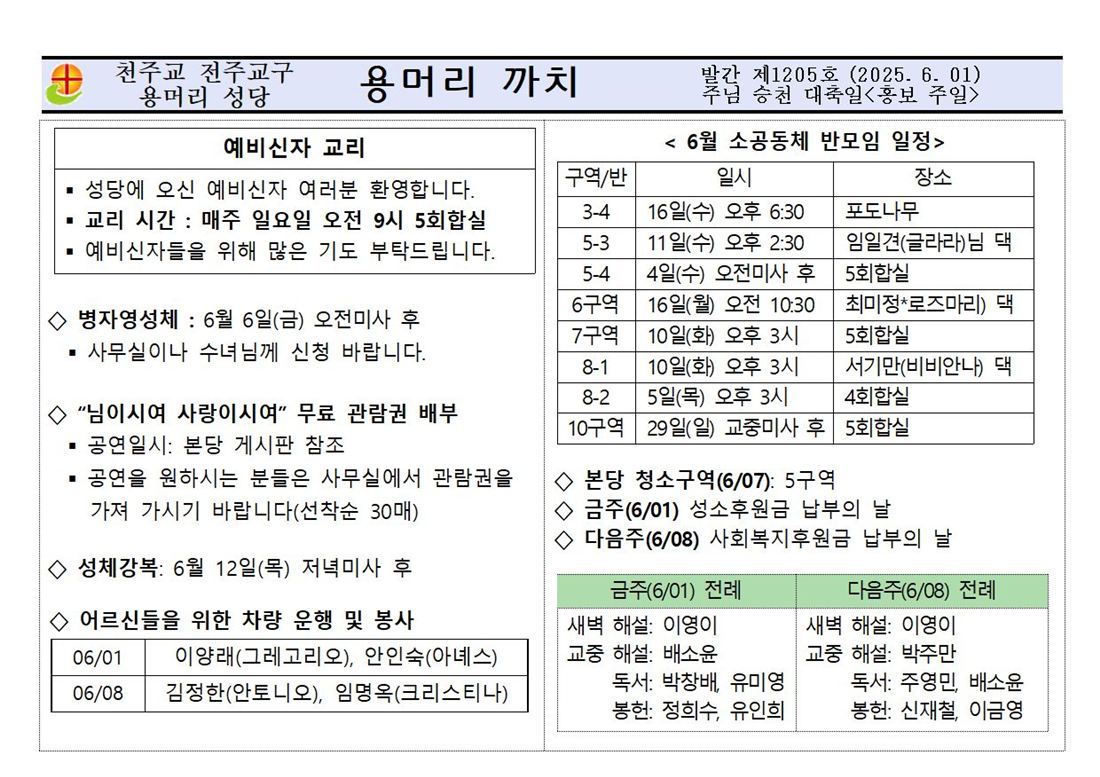 천주교 전주교구
용머리 성당
용머리 까치
발간 제1205호 (2025. 6. 01)
주님 승천 대축일<홍보 주일>
예비신자 교리
▪ 성당에 오신 예비신자 여러분 환영합니다.
▪ 교리 시간 : 매주 일요일 오전 9시 5회합실
▪ 예비신자들을 위해 많은 기도 부탁드립니다.
◇ 병자영성체 : 6월 6일(금) 오전미사 후
▪ 사무실이나 수녀님께 신청 바랍니다.
◇ “님이시여 사랑이시여” 무료 관람권 배부
▪ 공연일시: 본당 게시판 참조
▪ 공연을 원하시는 분들은 사무실에서 관람권을
가져 가시기 바랍니다(선착순 30매)
◇ 성체강복: 6월 12일(목) 저녁미사 후
◇ 어르신들을 위한 차량 운행 및 봉사
06/01 이양래(그레고리오), 안인숙(아녜스)
06/08 김정한(안토니오), 임명옥(크리스티나)
< 6월 소공동체 반모임 일정>
구역/반 일시 장소
3-4 16일(수) 오후 6:30 포도나무
5-3 11일(수) 오후 2:30 임일견(글라라)님 댁
5-4 4일(수) 오전미사 후 5회합실
6구역 16일(월) 오전 10:30 최미정*로즈마리) 댁
7구역 10일(화) 오후 3시 5회합실
8-1 10일(화) 오후 3시 서기만(비비안나) 댁
8-2 5일(목) 오후 3시 4회합실
10구역 29일(일) 교중미사 후 5회합실
◇ 본당 청소구역(6/07): 5구역
◇ 금주(6/01) 성소후원금 납부의 날
◇ 다음주(6/08) 사회복지후원금 납부의 날
금주(6/01) 전례
새벽 해설: 이영이
교중 해설: 배소윤
독서: 박창배, 유미영
봉헌: 정희수, 유인희
다음주(6/08) 전례
새벽 해설: 이영이
교중 해설: 박주만
독서: 주영민, 배소윤
봉헌: 신재철, 이금영